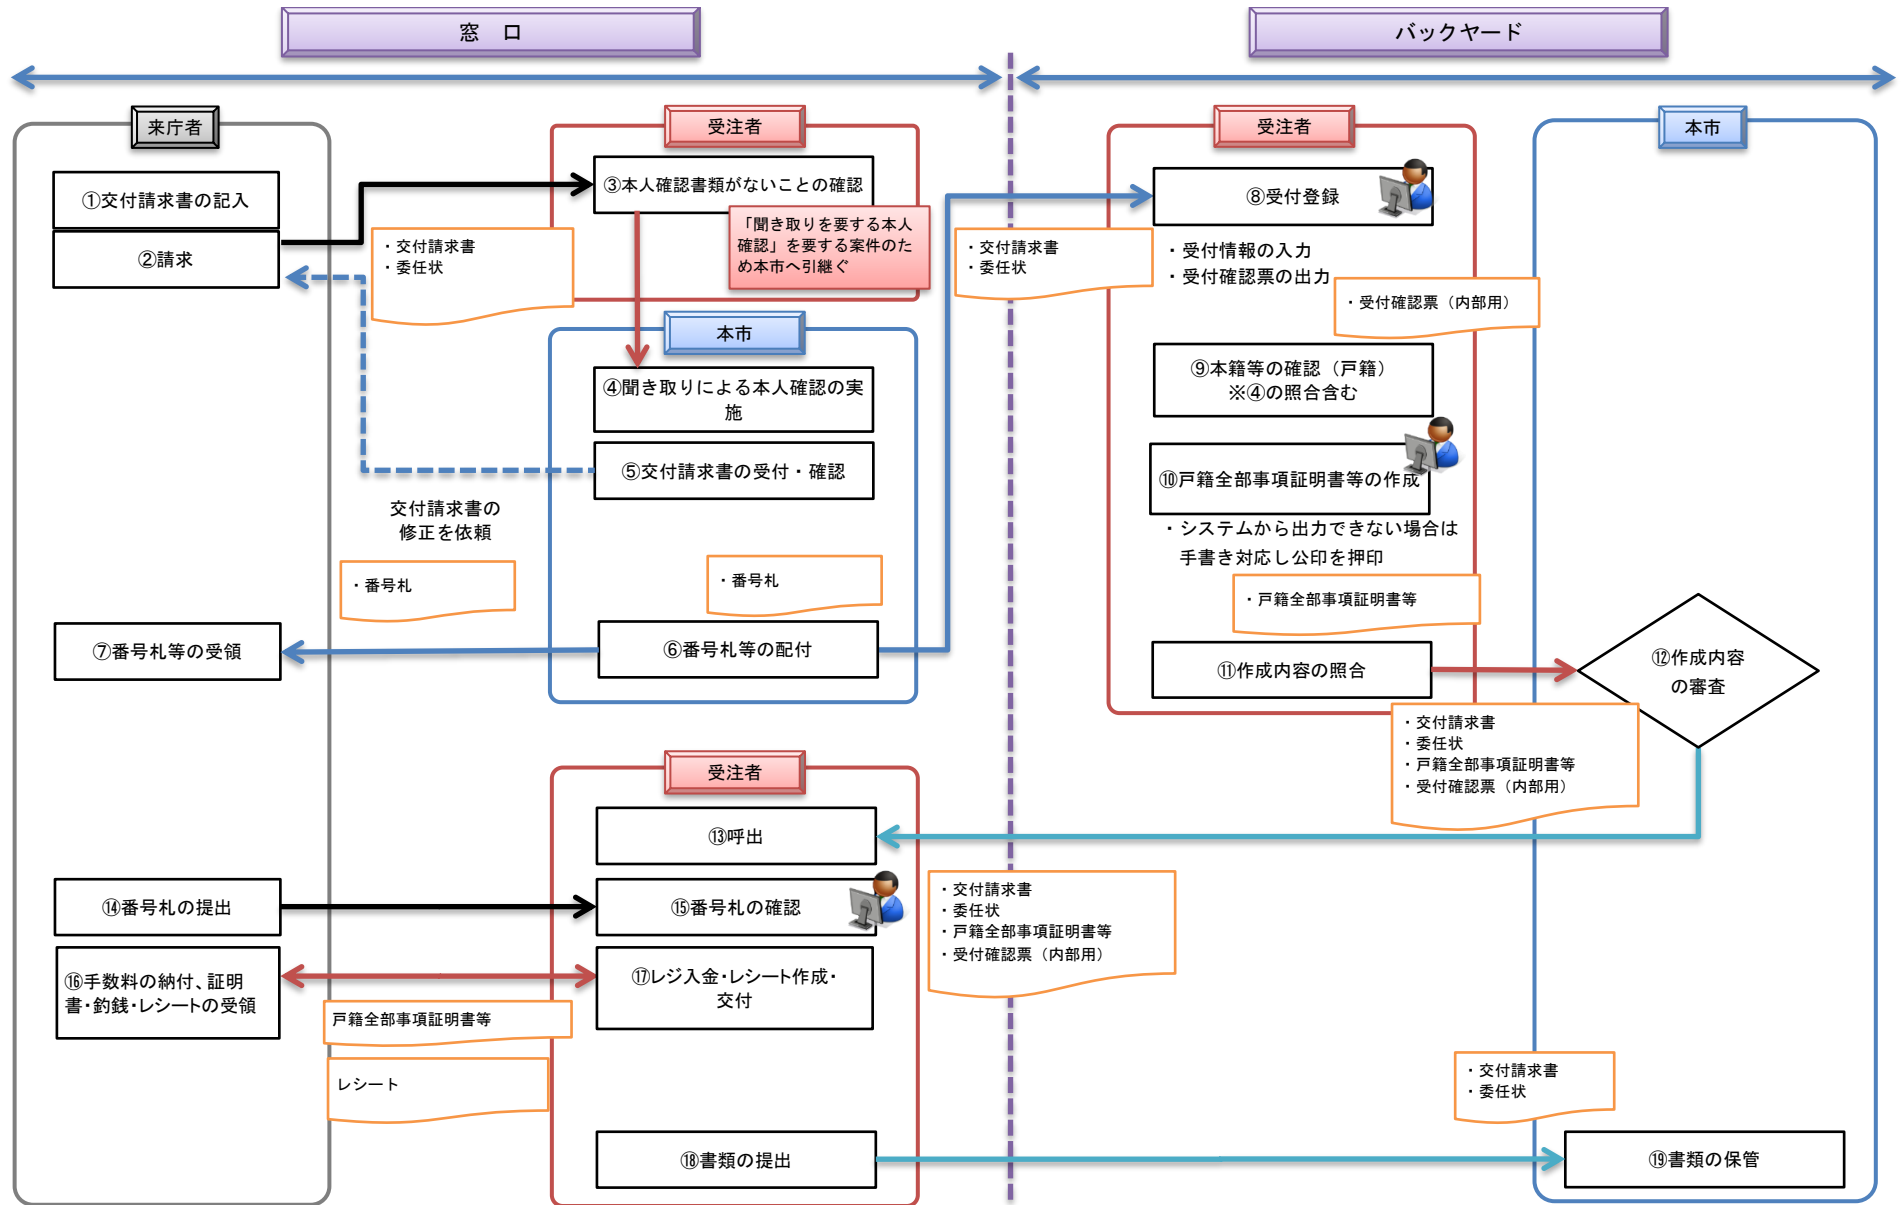 窓　口
バックヤード
来庁者
①交付請求書の記入
②請求
受注者
③本人確認書類がないことの確認
「聞き取りを要する本人
確認」を要する案件のた
め本市へ引継ぐ
・交付請求書
・委任状
本市
④聞き取りによる本人確認の実
施
⑤交付請求書の受付・確認
交付請求書の
修正を依頼
・番号札
・番号札
⑥番号札等の配付
⑦番号札等の受領
・交付請求書
・委任状
受注者
⑧受付登録
・受付情報の入力
・受付確認票の出力
・受付確認票（内部用）
⑨本籍等の確認（戸籍）
※④の照合含む
⑩戸籍全部事項証明書等の作成
・システムから出力できない場合は
手書き対応し公印を押印
・戸籍全部事項証明書等
⑪作成内容の照合
本市
⑫作成内容
の審査
・交付請求書
・委任状
・戸籍全部事項証明書等
・受付確認票（内部用）
受注者
⑬呼出
⑭番号札の提出
⑮番号札の確認
・交付請求書
・委任状
・戸籍全部事項証明書等
・受付確認票（内部用）
⑯手数料の納付、証明
書・釣銭・レシートの受領
⑰レジ入金・レシート作成・
交付
戸籍全部事項証明書等
レシート
⑱書類の提出
・交付請求書
・委任状
⑲書類の保管